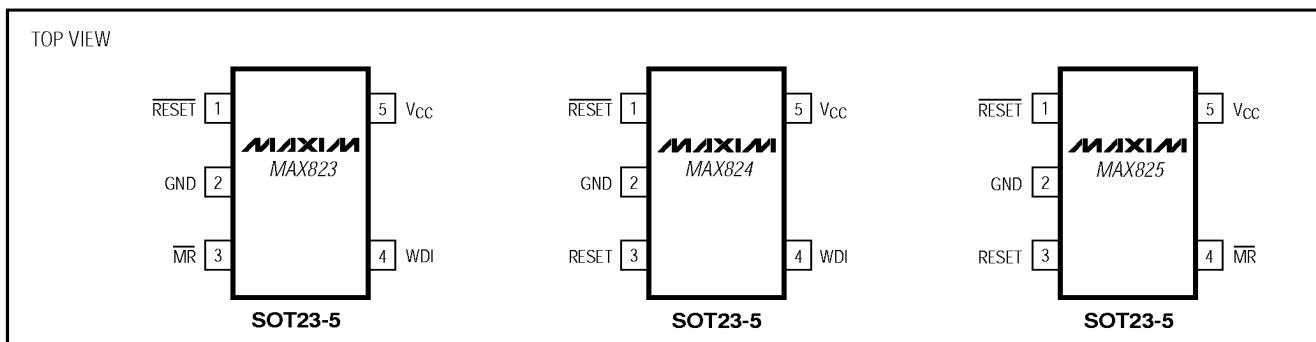 TOP VIEW
RESET 1
5 VCC
MAXIM
MAX823
GND 2
MR 3
4 WDI
SOT23-5
RESET 1
5 VCC
MAXIM
MAX824
GND 2
RESET 3
4 WDI
SOT23-5
RESET 1
5 VCC
MAXIM
MAX825
GND 2
RESET 3
4 MR
SOT23-5